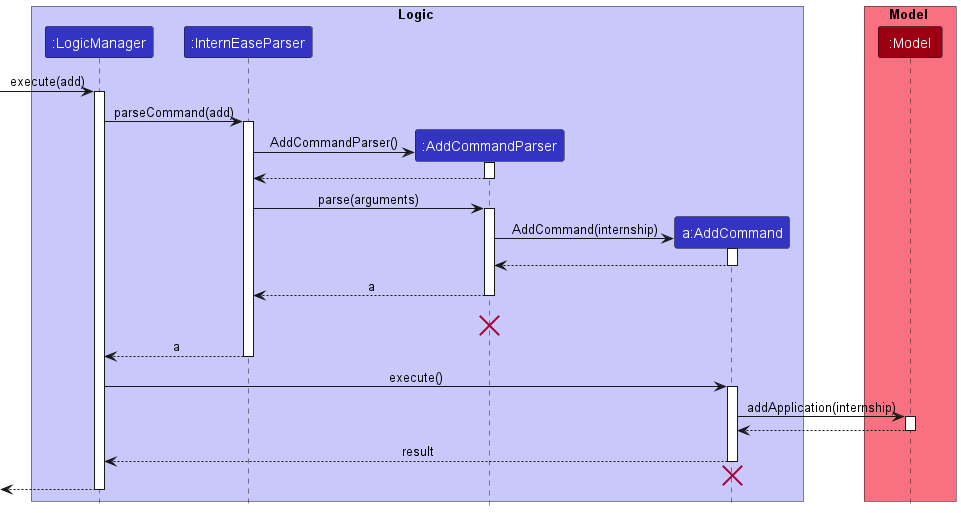 Logic
Model
:LogicManager
:InternEaseParser
:Model
execute(add)
parseCommand(add)
AddCommandParser()
:AddCommandParser
parse(arguments)
AddCommand(internship)
a:AddCommand
a
a
execute()
addApplication(internship)
result